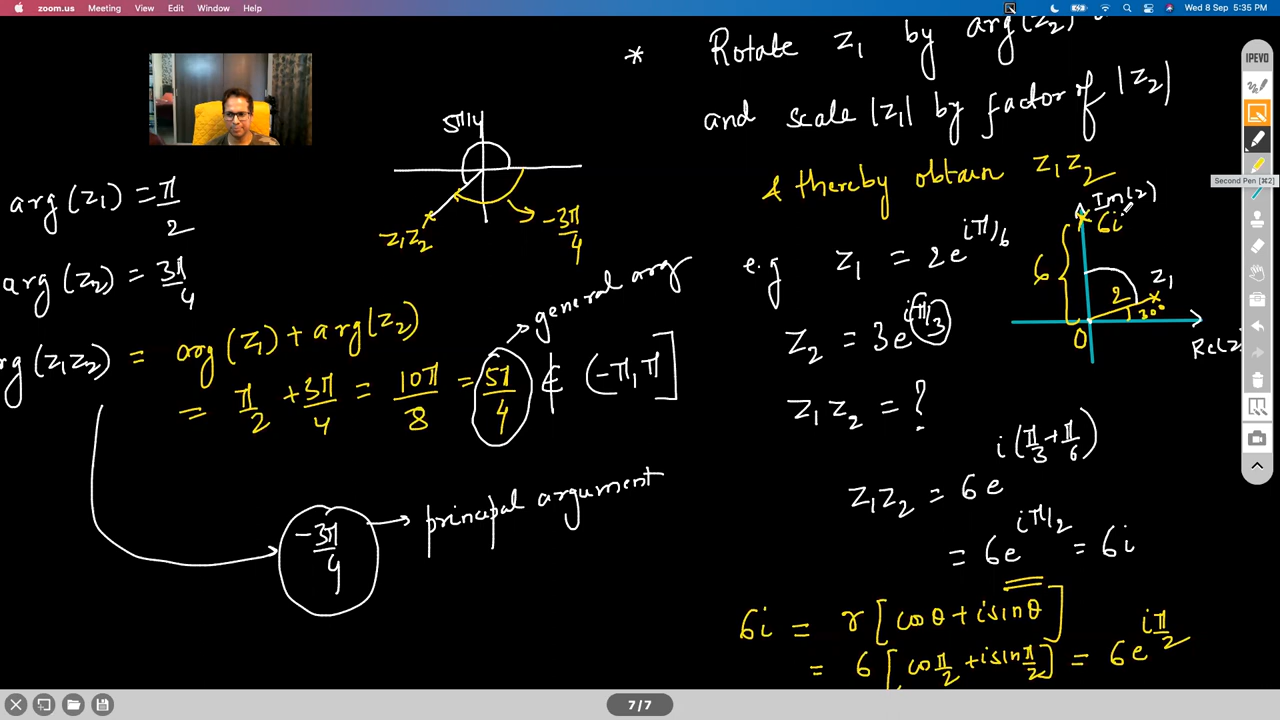 zoom.us Meeting View Edit Window Help
Wed 8 Sep 5:35 PM
IPEVO
Second Pen [⌘2]
* Rotate z₁ by arg(z₂)
and scale |z₁| by factor of |z₂|
& thereby obtain z₁z₂
5π/4
z₁z₂
-3π/4
arg(z₁) = π/2
arg(z₂) = 3π/4
rg(z₁z₂) = arg(z₁) + arg(z₂)
= π/2 + 3π/4 = 10π/8 = 5π/4 ∉ (-π, π]
general arg
-3π/4 → principal argument
e.g z₁ = 2e^(iπ/6)
z₂ = 3e^(iπ/3)
z₁z₂ = ?
z₁z₂ = 6e^(i(π/3+π/6))
= 6e^(iπ/2) = 6i
6i = r[cosθ + isinθ]
= 6[cos π/2 + isin π/2] = 6e^(iπ/2)
Im(z)
6i
6
z₁
2
30°
0
Re(z
7/7